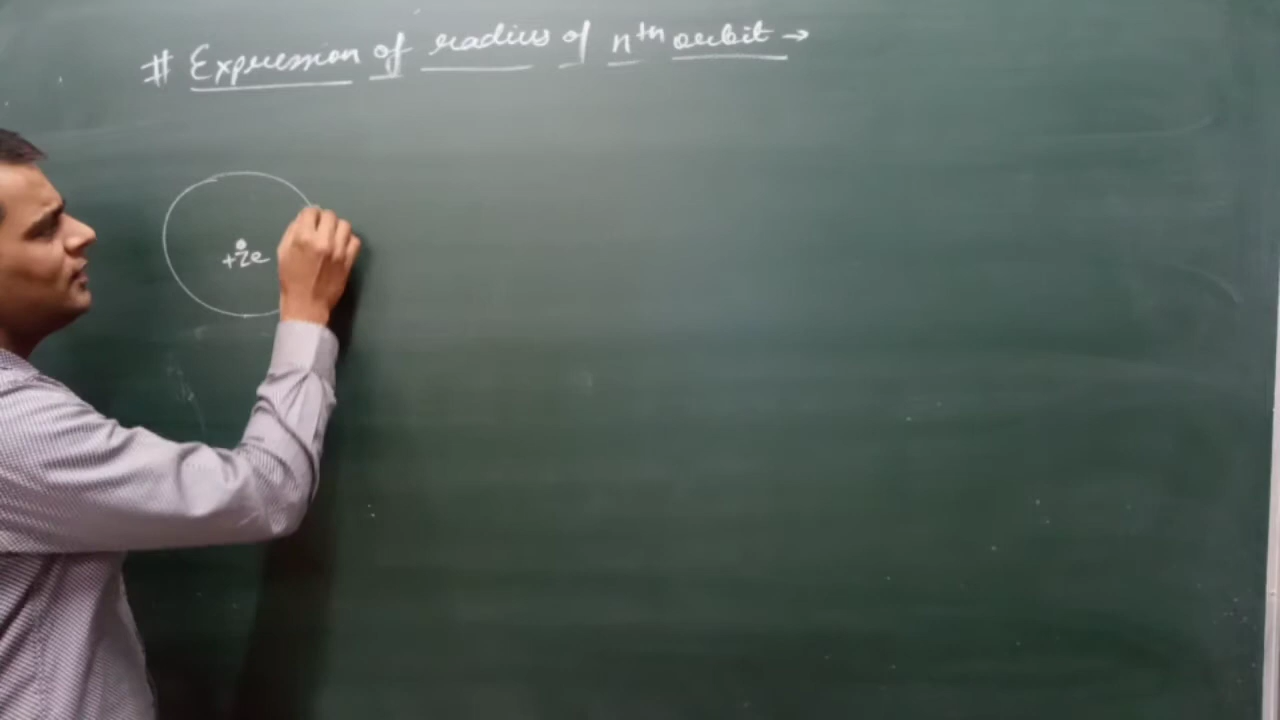 # Expression of radius of nth orbit →
+Ze